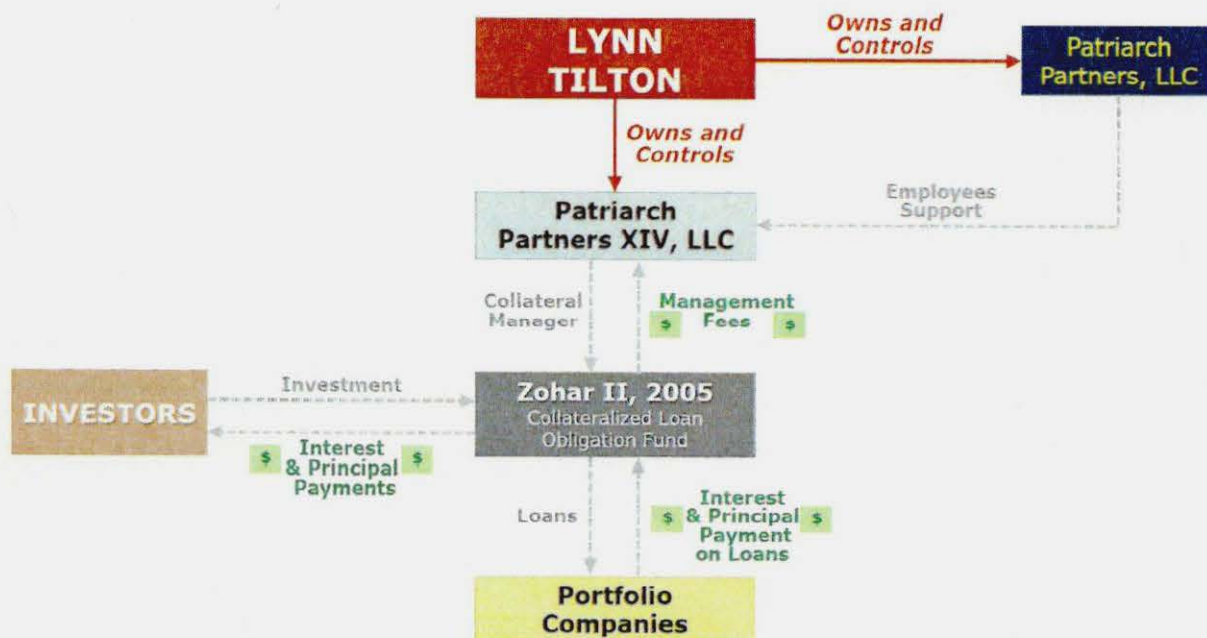 LYNN
TILTON
Owns and
Controls
Patriarch
Partners, LLC
Owns and
Controls
Patriarch
Partners XIV, LLC
Employees
Support
Collateral
Manager
Management
$ Fees $
INVESTORS
Investment
Zohar II, 2005
Collateralized Loan
Obligation Fund
$ Interest $
& Principal
Payments
Loans
Interest
$ & Principal $
Payment
on Loans
Portfolio
Companies